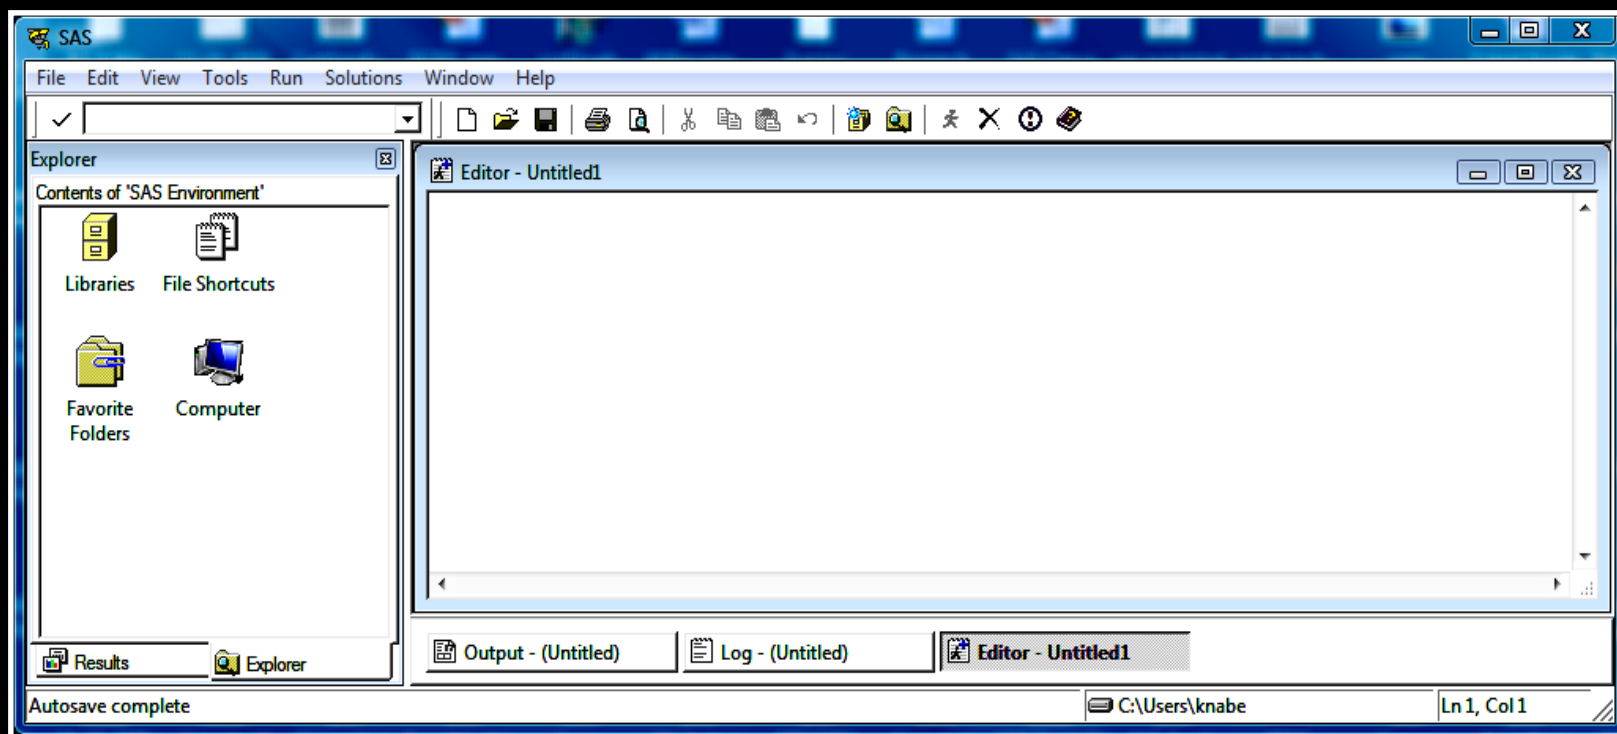 SAS
File Edit View Tools Run Solutions Window Help
Explorer
Contents of 'SAS Environment'
Libraries
File Shortcuts
Favorite
Folders
Computer
Results
Explorer
Editor - Untitled1
Output - (Untitled)
Log - (Untitled)
Editor - Untitled1
Autosave complete
C:\Users\knabe
Ln 1, Col 1